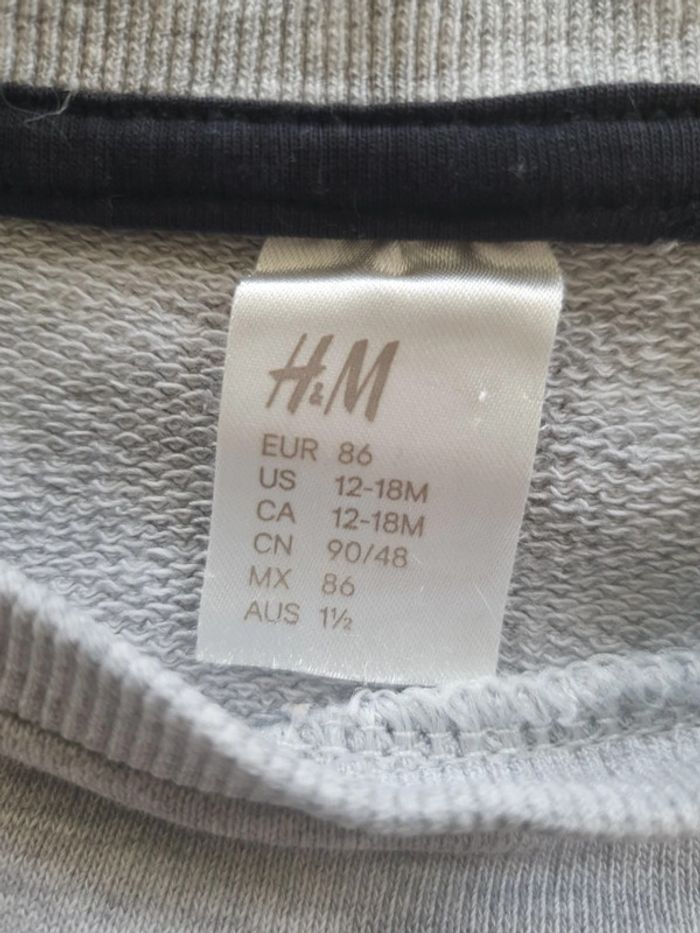 H&M
EUR 86
US 12-18M
CA 12-18M
CN 90/48
MX 86
AUS 1½